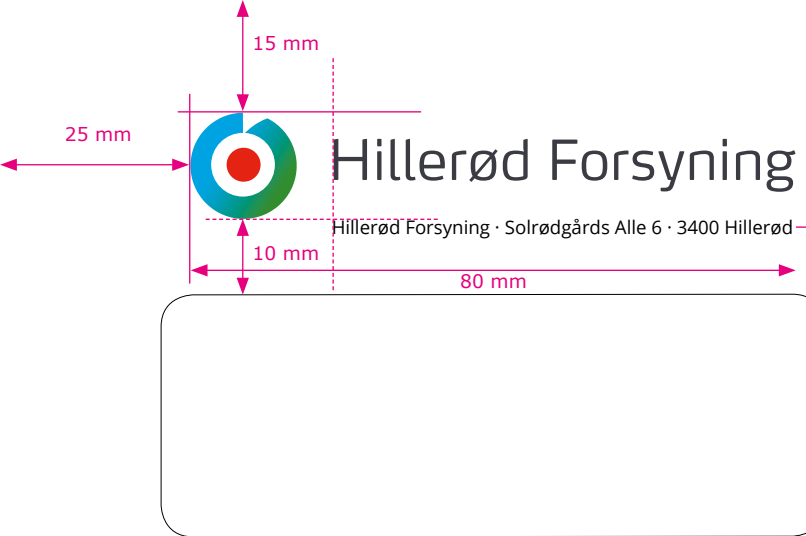 15 mm
25 mm
Hillerød Forsyning
Hillerød Forsyning · Solrødgårds Alle 6 · 3400 Hillerød
10 mm
80 mm